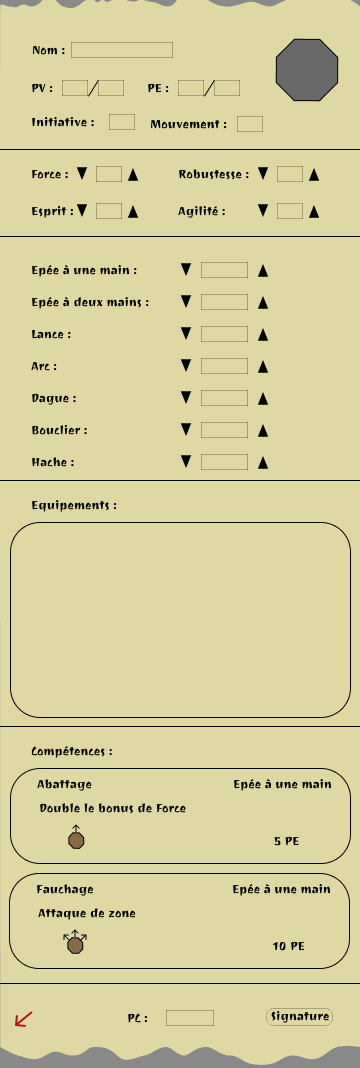 Nom :
PV : / PE : /
Initiative : Mouvement :
Force : Robustesse :
Esprit : Agilité :
Epée à une main :
Epée à deux mains :
Lance :
Arc :
Dague :
Bouclier :
Hache :
Equipements :
Compétences :
Abattage Epée à une main
Double le bonus de Force
5 PE
Fauchage Epée à une main
Attaque de zone
10 PE
PC : Signature